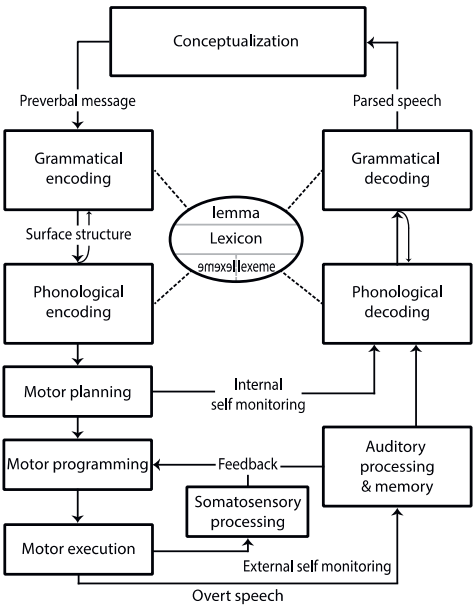 Conceptualization
Preverbal message
Parsed speech
Grammatical
encoding
Grammatical
decoding
lemma
Lexicon
lexeme lexeme
Surface structure
Phonological
encoding
Phonological
decoding
Motor planning
Internal
self monitoring
Motor programming
Feedback
Auditory
processing
& memory
Somatosensory
processing
Motor execution
External self monitoring
Overt speech